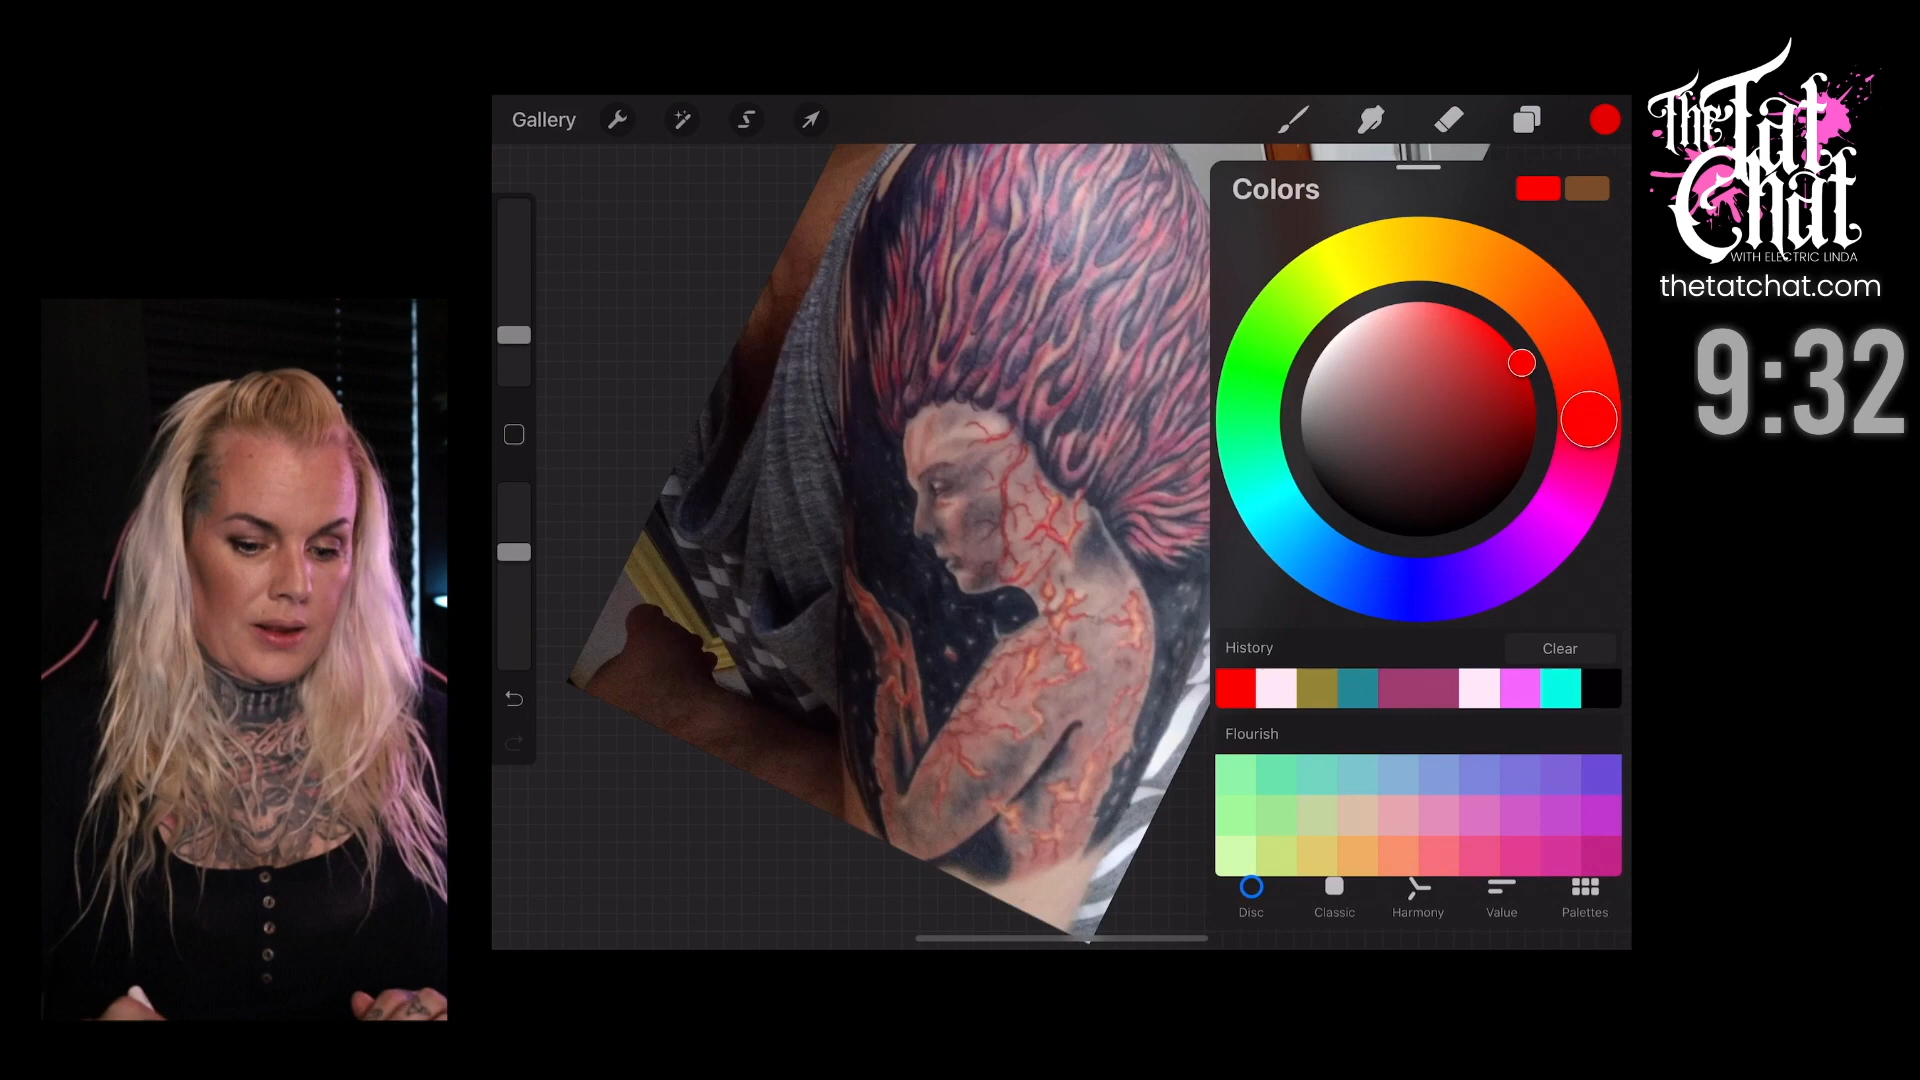 Gallery
Colors
The Tat Chat
WITH ELECTRIC LINDA
thetatchat.com
9:32
History
Clear
Flourish
Disc
Classic
Harmony
Value
Palettes